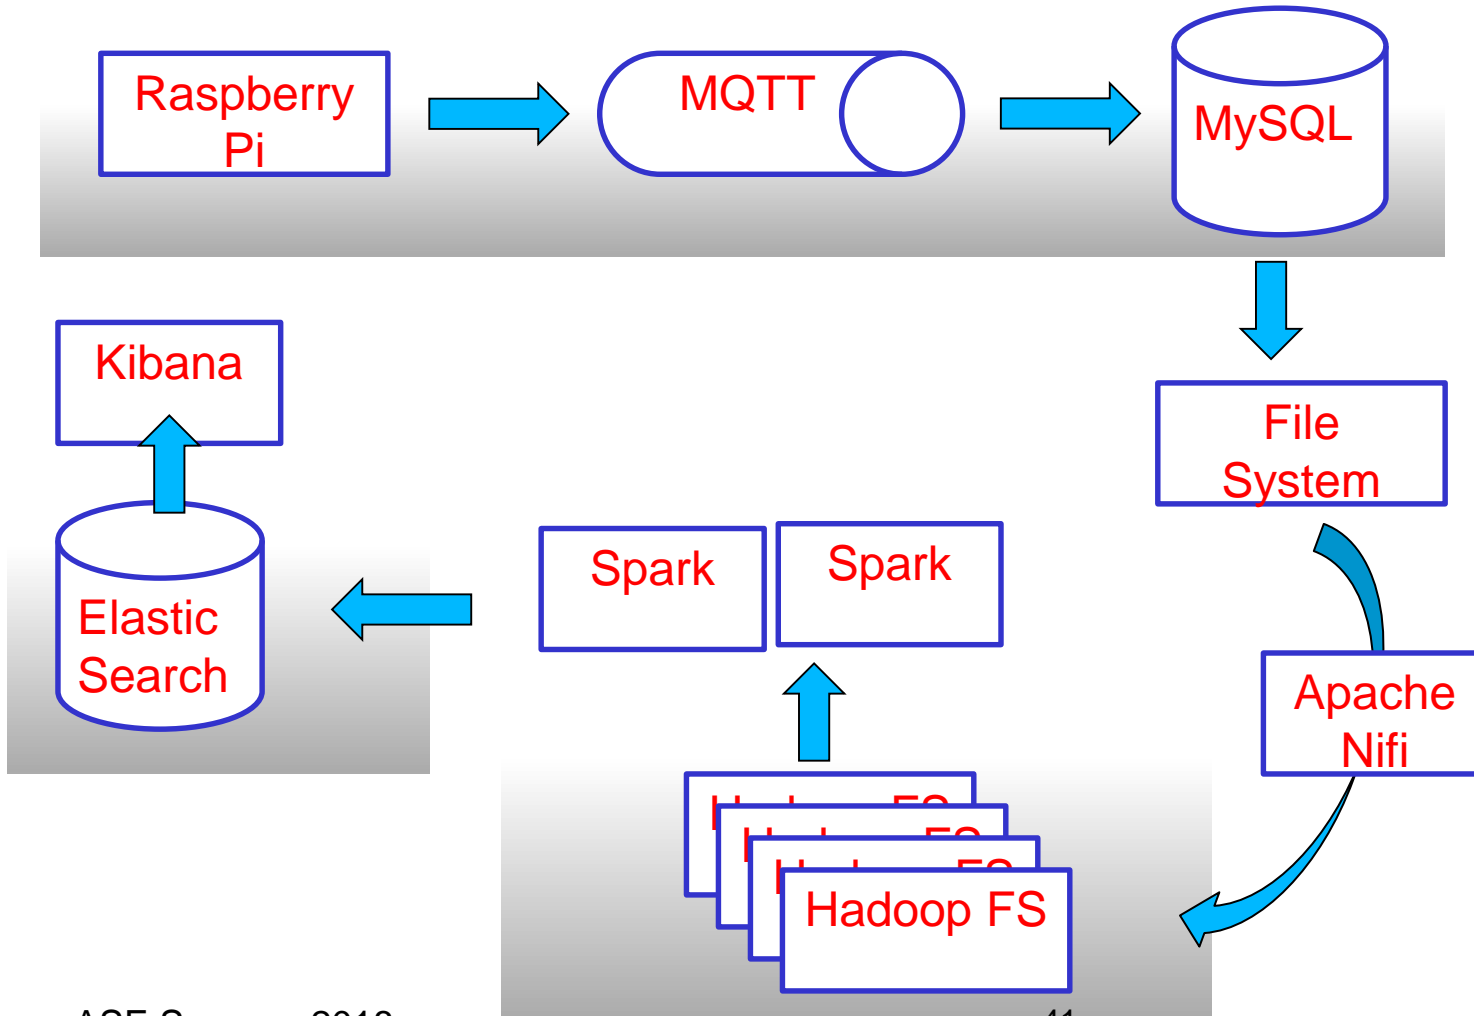 Raspberry
Pi
MQTT
MySQL
Kibana
File
System
Spark
Spark
Elastic
Search
Apache
Nifi
Hadoop FS